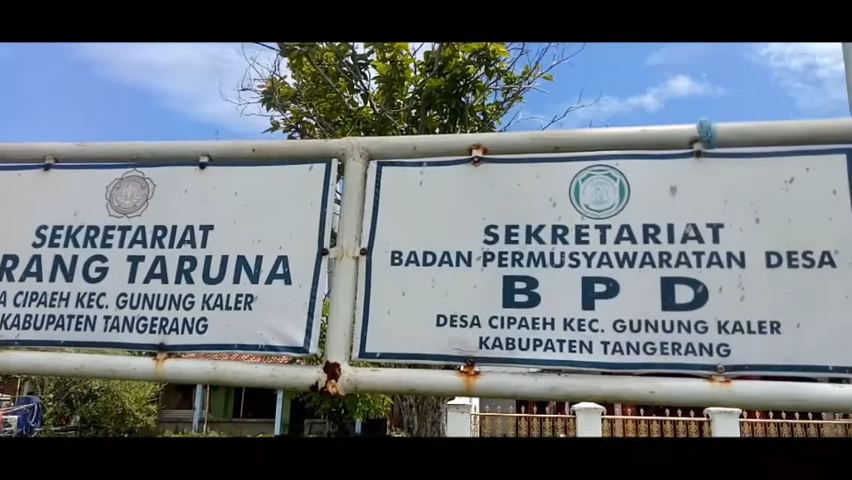 SEKRETARIAT
RANG TARUNA
A CIPAEH KEC. GUNUNG KALER
KABUPATEN TANGERANG
SEKRETARIAT
BADAN PERMUSYAWARATAN DESA
BPD
DESA CIPAEH KEC. GUNUNG KALER
KABUPATEN TANGERANG